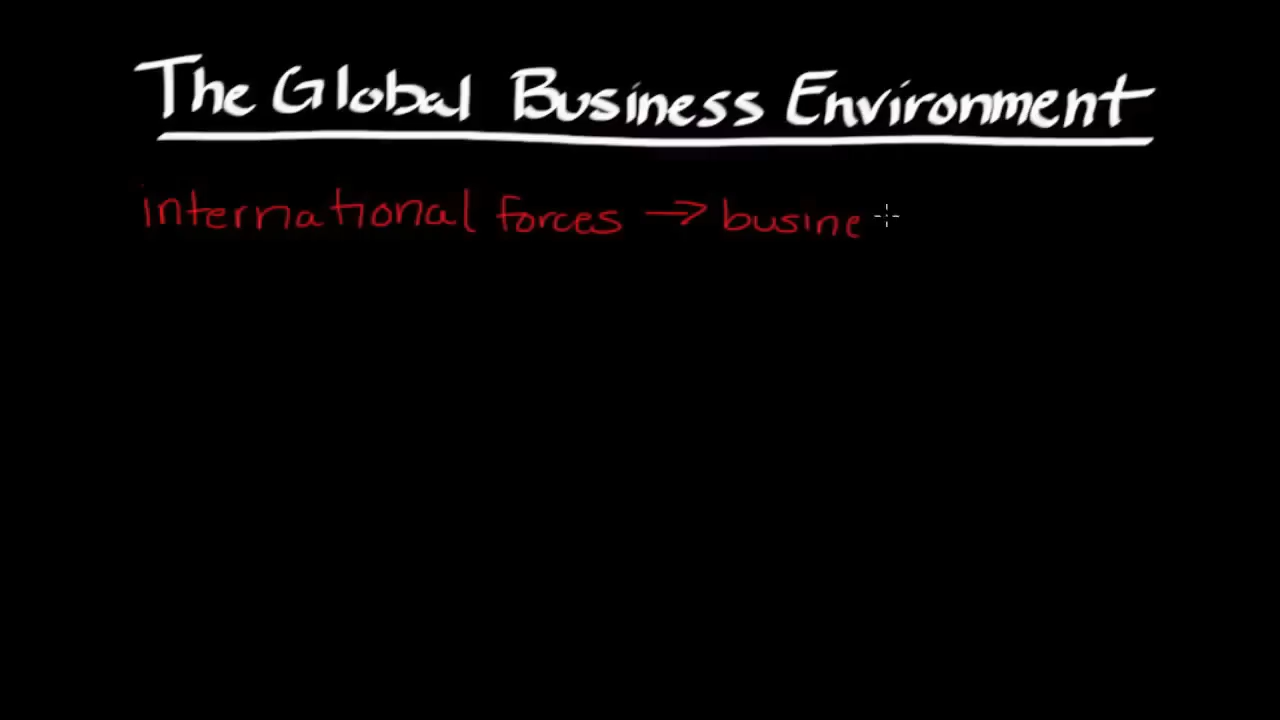 The Global Business Environment
international forces → busine